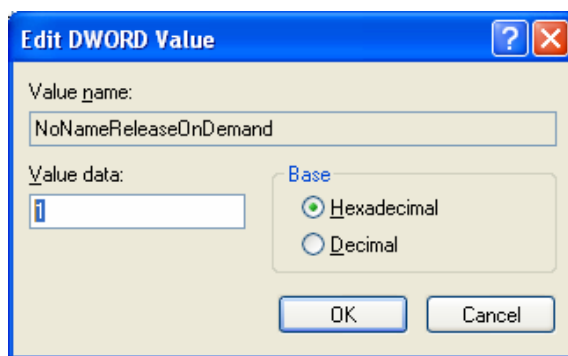 Edit DWORD Value
Value name:
NoNameReleaseOnDemand
Value data:
1
Base
Hexadecimal
Decimal
OK
Cancel